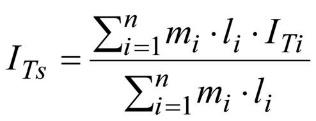 I_{Ts} = \frac{\sum_{i=1}^{n} m_i \cdot l_i \cdot I_{Ti}}{\sum_{i=1}^{n} m_i \cdot l_i}